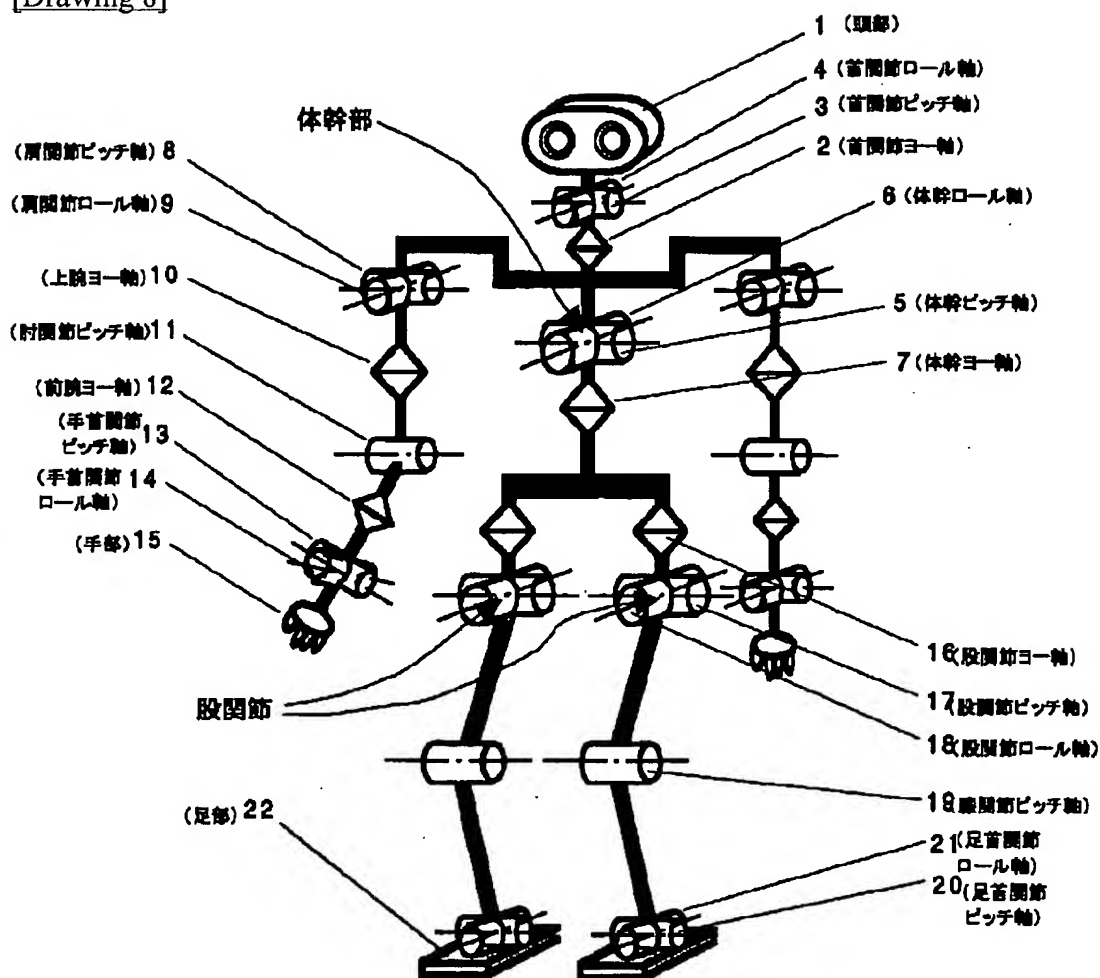 [Drawing 8]
1 (頭部)
4 (首関節ロール軸)
3 (首関節ピッチ軸)
2 (首関節ヨー軸)
体幹部
6 (体幹ロール軸)
(肩関節ピッチ軸) 8
(肩関節ロール軸) 9
(上腕ヨー軸) 10
5 (体幹ピッチ軸)
(肘関節ピッチ軸) 11
7 (体幹ヨー軸)
(前腕ヨー軸) 12
(手首関節
ピッチ軸) 13
(手首関節 14
ロール軸)
(手部) 15
16 (股関節ヨー軸)
17 (股関節ピッチ軸)
股関節
18 (股関節ロール軸)
19 (膝関節ピッチ軸)
(足部) 22
21 (足首関節
ロール軸)
20 (足首関節
ピッチ軸)